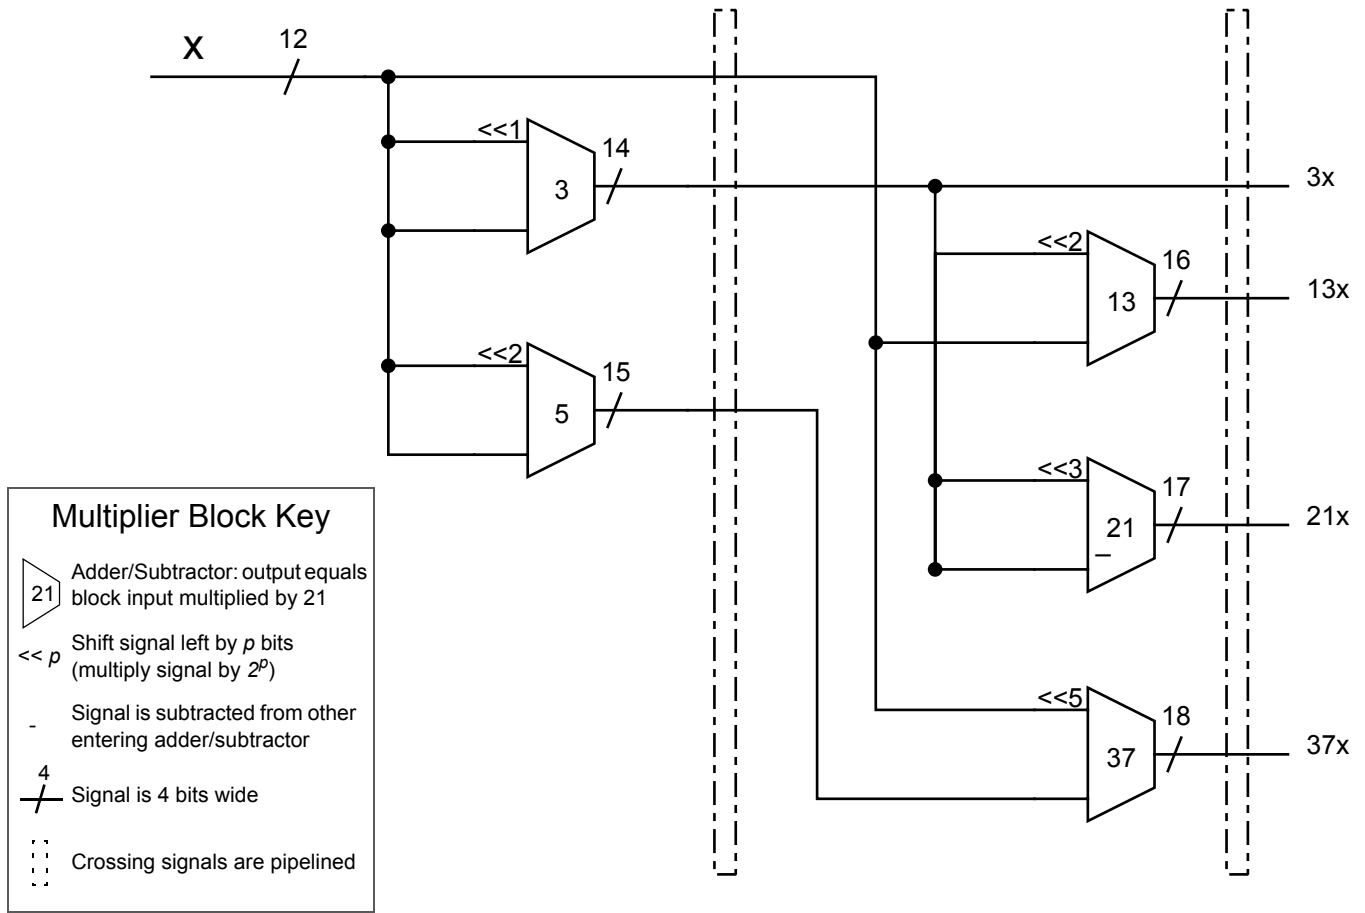 X
12
<<1
3
14
3x
<<2
13
16
13x
<<2
5
15
<<3
21
–
17
21x
<<5
37
18
37x
Multiplier Block Key
21
Adder/Subtractor: output equals
block input multiplied by 21
<< p
Shift signal left by p bits
(multiply signal by 2^p)
-
Signal is subtracted from other
entering adder/subtractor
4
Signal is 4 bits wide
Crossing signals are pipelined